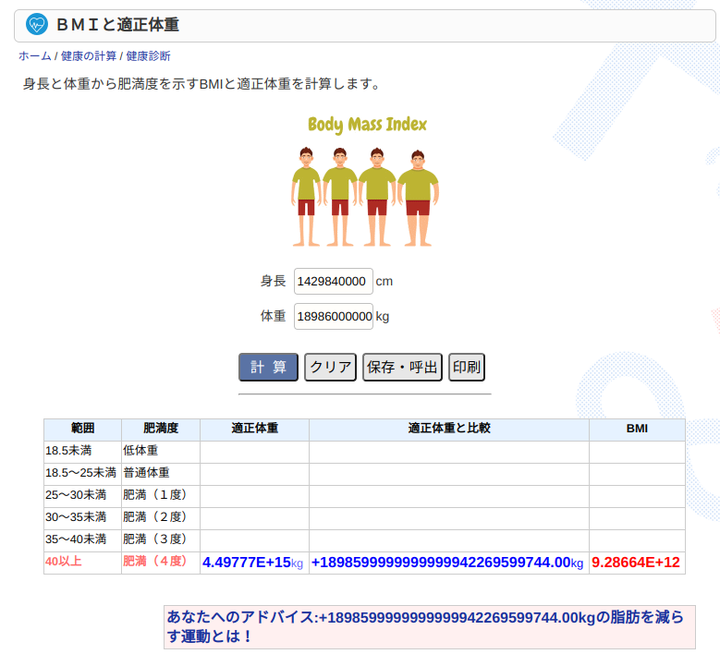 ＢＭＩと適正体重
ホーム / 健康の計算 / 健康診断
身長と体重から肥満度を示すBMIと適正体重を計算します。
Body Mass Index
身長 1429840000 cm
体重 18986000000 kg
計 算 クリア 保存・呼出 印刷
範囲 肥満度 適正体重 適正体重と比較 BMI
18.5未満 低体重
18.5～25未満 普通体重
25～30未満 肥満（１度）
30～35未満 肥満（２度）
35～40未満 肥満（３度）
40以上 肥満（４度） 4.49777E+15kg +1898599999999999942269599744.00kg 9.28664E+12
あなたへのアドバイス:+1898599999999999942269599744.00kgの脂肪を減ら
す運動とは！